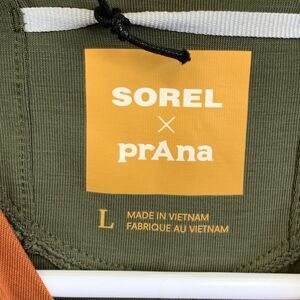 SOREL
×
prAna
L
MADE IN VIETNAM
FABRIQUE AU VIETNAM